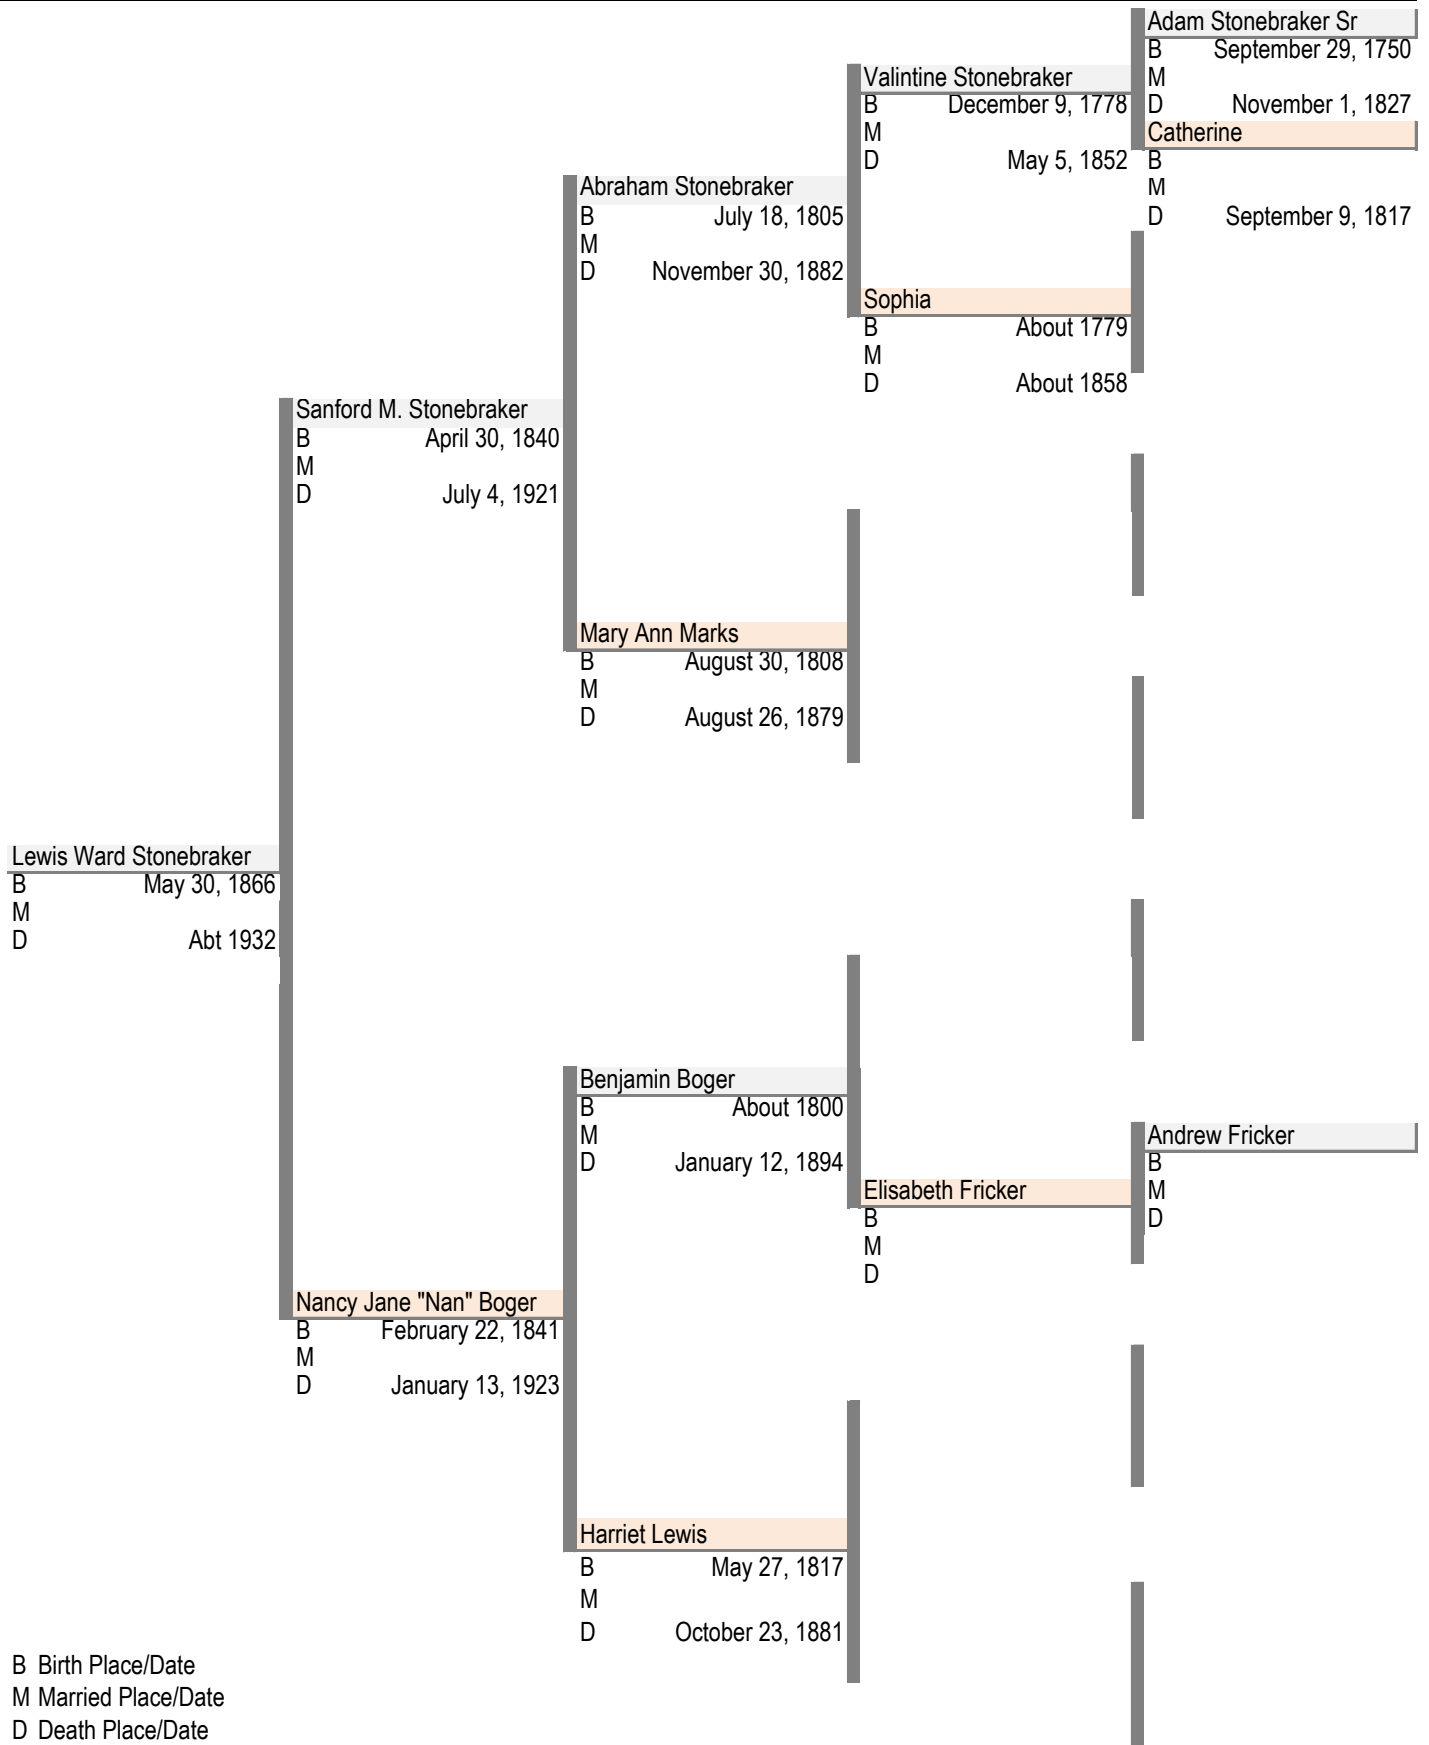 Adam Stonebraker Sr
B September 29, 1750
M
D November 1, 1827
Catherine
B
M
D September 9, 1817
Valintine Stonebraker
B December 9, 1778
M
D May 5, 1852
Sophia
B About 1779
M
D About 1858
Abraham Stonebraker
B July 18, 1805
M
D November 30, 1882
Mary Ann Marks
B August 30, 1808
M
D August 26, 1879
Sanford M. Stonebraker
B April 30, 1840
M
D July 4, 1921
Lewis Ward Stonebraker
B May 30, 1866
M
D Abt 1932
Benjamin Boger
B About 1800
M
D January 12, 1894
Andrew Fricker
B
M
D
Elisabeth Fricker
B
M
D
Nancy Jane "Nan" Boger
B February 22, 1841
M
D January 13, 1923
Harriet Lewis
B May 27, 1817
M
D October 23, 1881
B Birth Place/Date
M Married Place/Date
D Death Place/Date